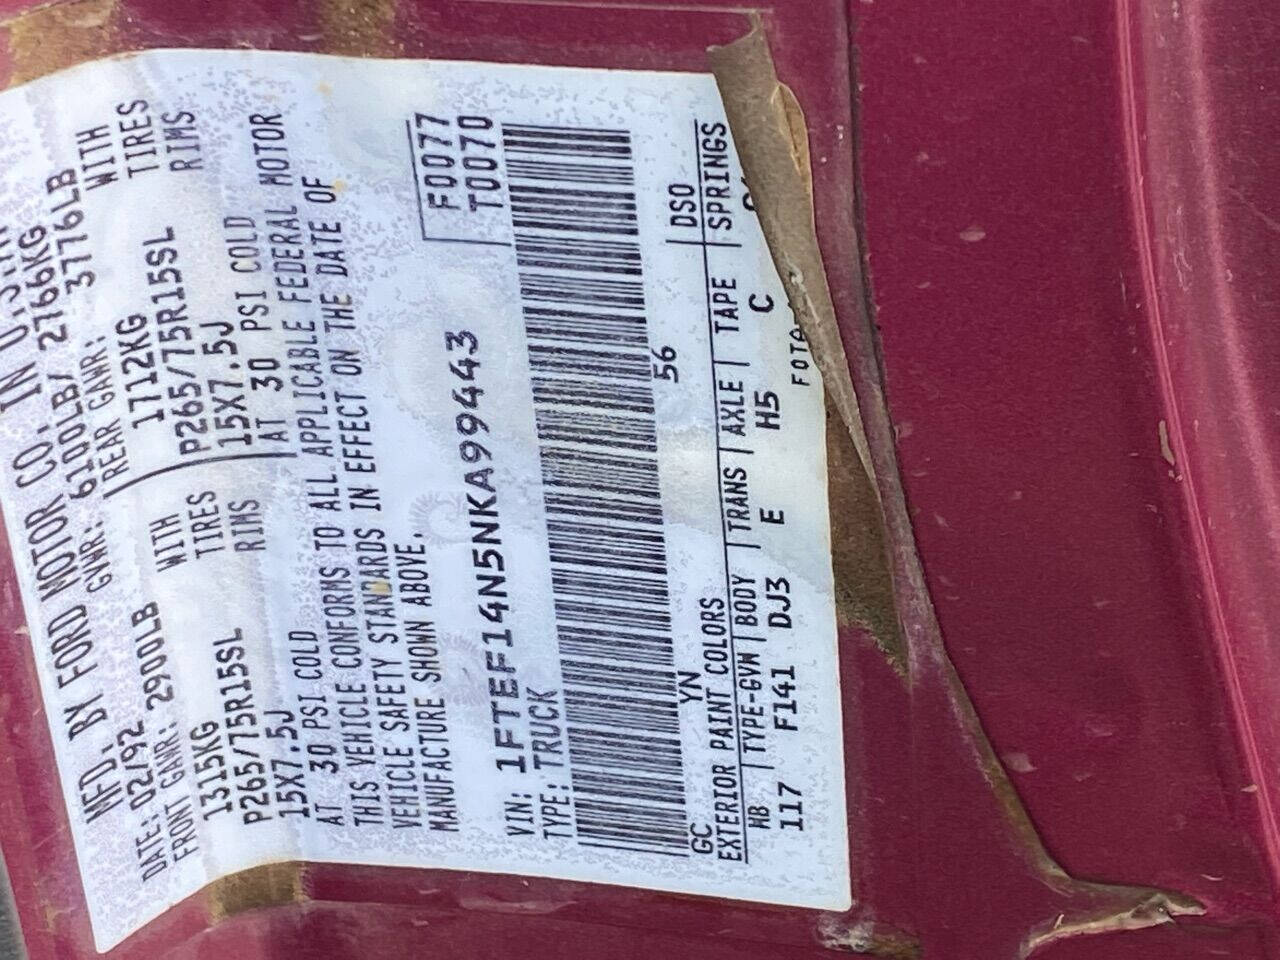 MFD. BY FORD MOTOR CO. IN
DATE: 02/92 GVWR: 6100LB/ 2766KG
FRONT GAWR: 2900LB REAR GAWR: 3776LB
1315KG WITH 1712KG WITH
P265/75R15SL TIRES P265/75R15SL TIRES
15X7.5J RIMS 15X7.5J RIMS
AT 30 PSI COLD AT 30 PSI COLD
THIS VEHICLE CONFORMS TO ALL APPLICABLE FEDERAL MOTOR
VEHICLE SAFETY STANDARDS IN EFFECT ON THE DATE OF
MANUFACTURE SHOWN ABOVE.
F0077
T0070
VIN: 1FTEF14N5NKA99443
TYPE: TRUCK
GC YN 56
EXTERIOR PAINT COLORS DSO
WB TYPE-GVW BODY TRANS AXLE TAPE SPRINGS
117 F141 DJ3 E H5 C